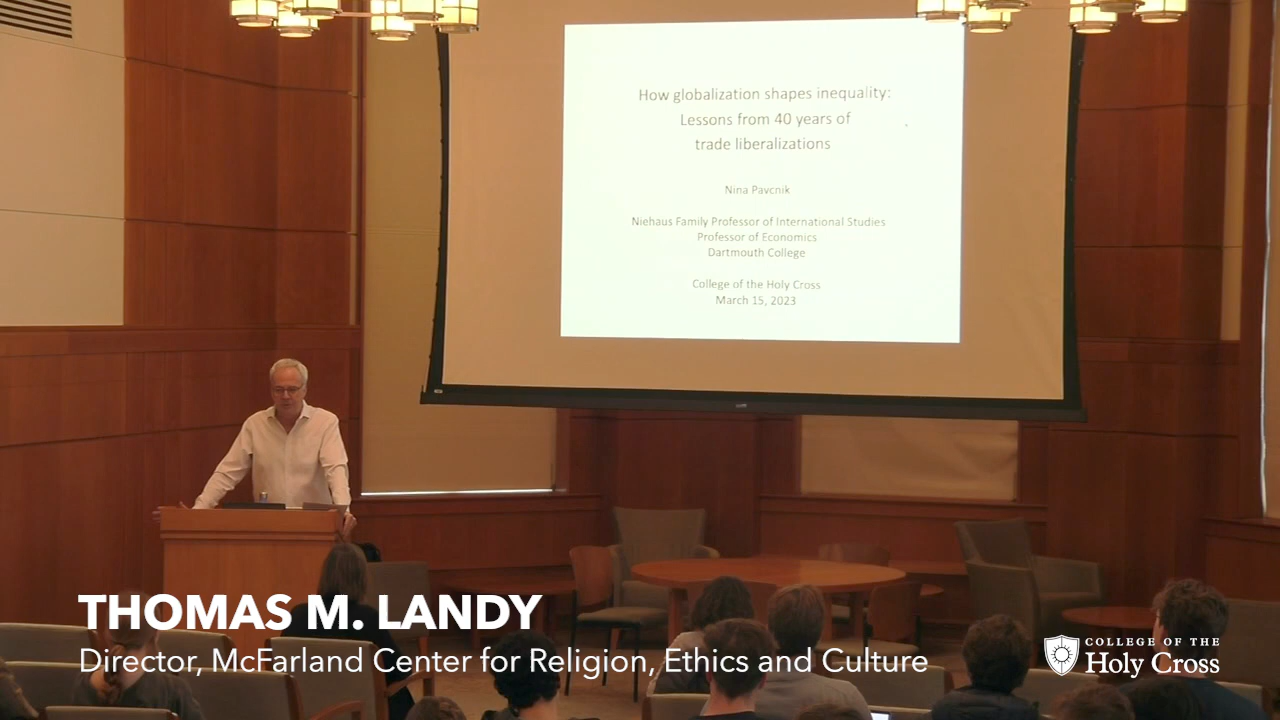 How globalization shapes inequality:
Lessons from 40 years of
trade liberalizations
Nina Pavcnik
Niehaus Family Professor of International Studies
Professor of Economics
Dartmouth College
College of the Holy Cross
March 15, 2023
THOMAS M. LANDY
Director, McFarland Center for Religion, Ethics and Culture
COLLEGE OF THE
Holy Cross